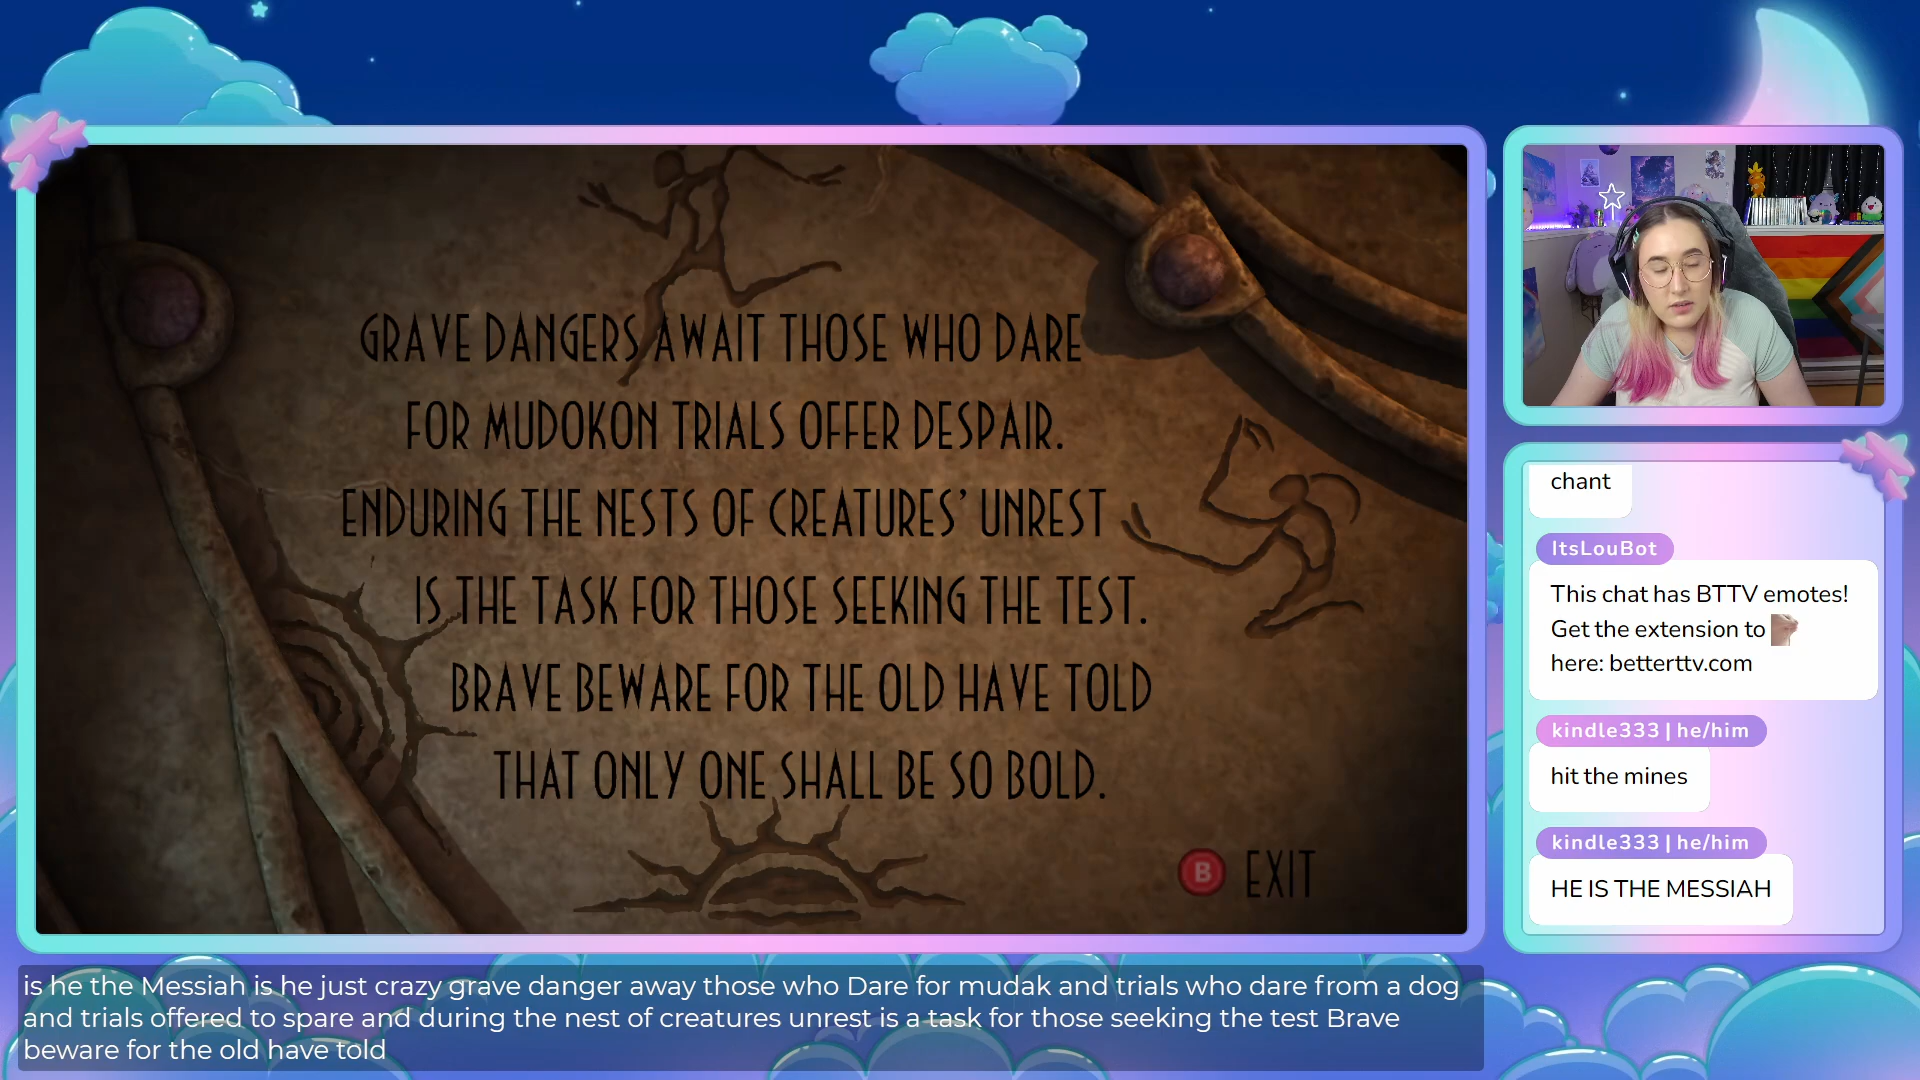 GRAVE DANGERS AWAIT THOSE WHO DARE
FOR MUDOKON TRIALS OFFER DESPAIR.
ENDURING THE NESTS OF CREATURES' UNREST
IS THE TASK FOR THOSE SEEKING THE TEST.
BRAVE BEWARE FOR THE OLD HAVE TOLD
THAT ONLY ONE SHALL BE SO BOLD.
B EXIT
chant
ItsLouBot
This chat has BTTV emotes!
Get the extension to
here: betterttv.com
kindle333 | he/him
hit the mines
kindle333 | he/him
HE IS THE MESSIAH
is he the Messiah is he just crazy grave danger away those who Dare for mudak and trials who dare from a dog
and trials offered to spare and during the nest of creatures unrest is a task for those seeking the test Brave
beware for the old have told